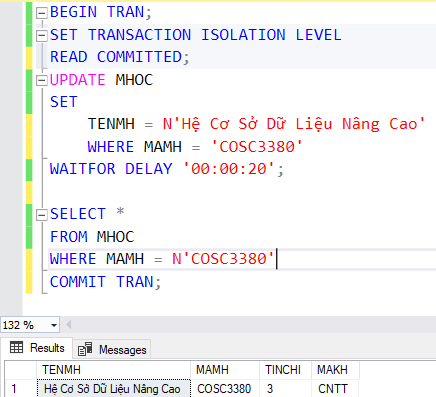 BEGIN TRAN;
SET TRANSACTION ISOLATION LEVEL
READ COMMITTED;
UPDATE MHOC
SET
TENMH = N'Hệ Cơ Sở Dữ Liệu Nâng Cao'
WHERE MAMH = 'COSC3380'
WAITFOR DELAY '00:00:20';
SELECT *
FROM MHOC
WHERE MAMH = N'COSC3380'
COMMIT TRAN;
132 %
Results Messages
TENMH MAMH TINCHI MAKH
1 Hệ Cơ Sở Dữ Liệu Nâng Cao COSC3380 3 CNTT